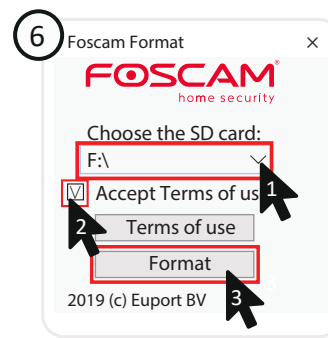 6
Foscam Format ×
FOSCAM
home security
Choose the SD card:
F:\
1
Accept Terms of us
2
Terms of use
Format
3
2019 (c) Euport BV